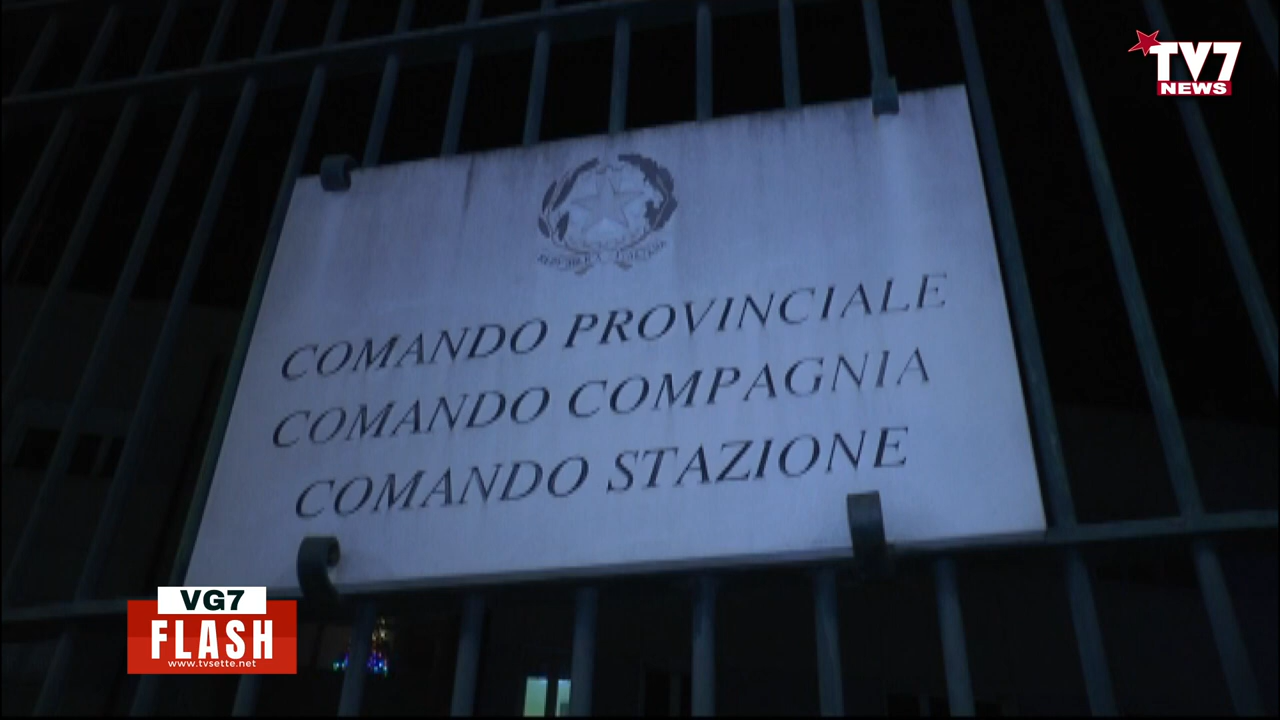 TV7
NEWS
COMANDO PROVINCIALE
COMANDO COMPAGNIA
COMANDO STAZIONE
VG7
FLASH
www.tvsette.net